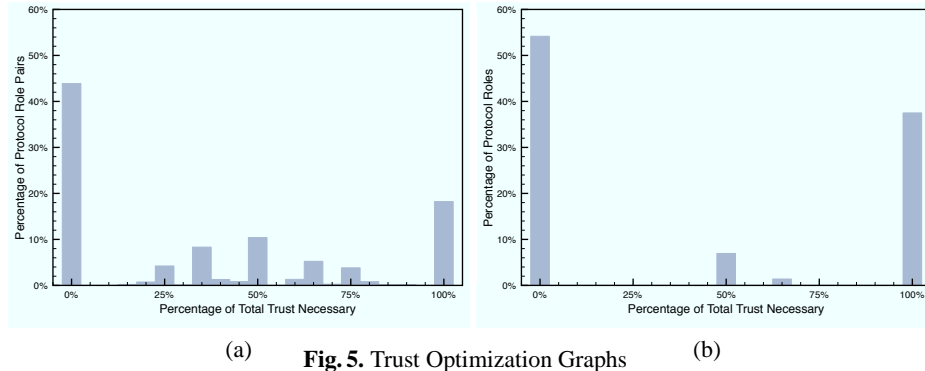 60%
50%
40%
30%
20%
10%
0%
Percentage of Protocol Role Pairs
0% 25% 50% 75% 100%
Percentage of Total Trust Necessary
60%
50%
40%
30%
20%
10%
0%
Percentage of Protocol Roles
0% 25% 50% 75% 100%
Percentage of Total Trust Necessary
(a) (b)
Fig. 5. Trust Optimization Graphs